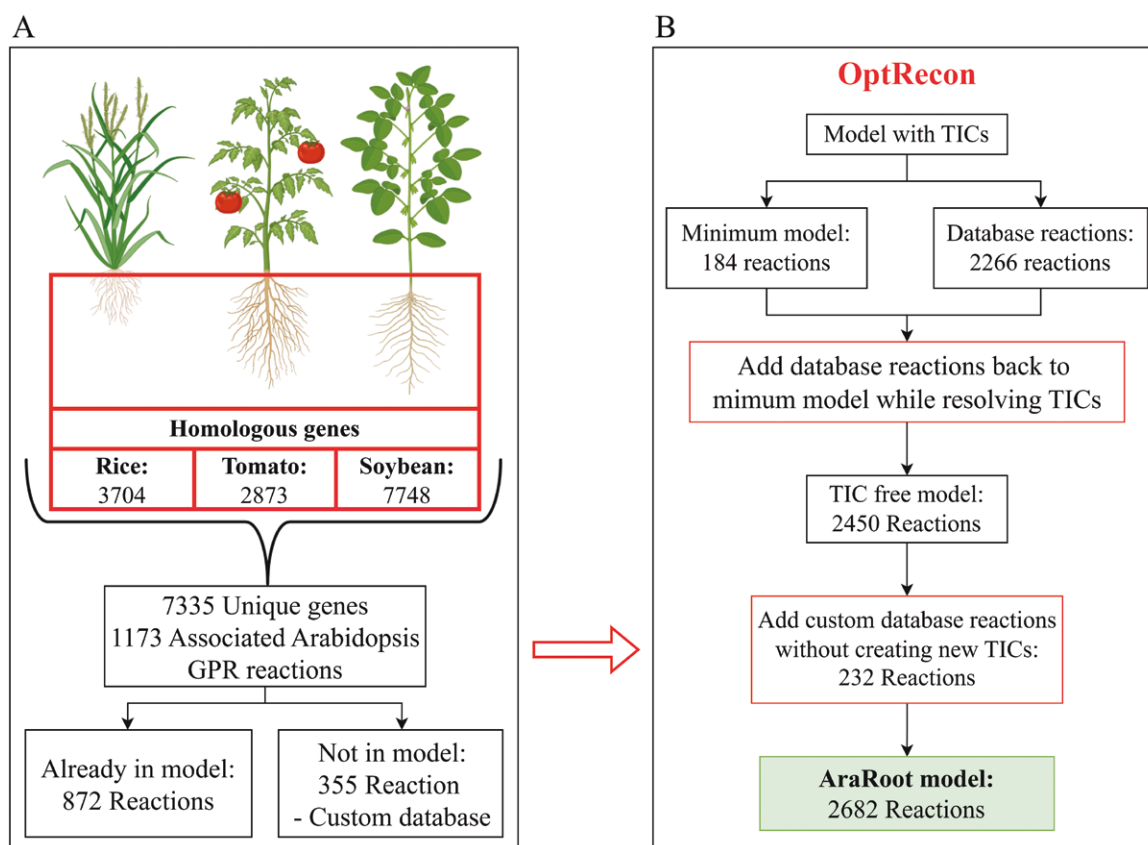 A
Homologous genes
Rice:
3704
Tomato:
2873
Soybean:
7748
7335 Unique genes
1173 Associated Arabidopsis
GPR reactions
Already in model:
872 Reactions
Not in model:
355 Reaction
- Custom database
B
OptRecon
Model with TICs
Minimum model:
184 reactions
Database reactions:
2266 reactions
Add database reactions back to
mimum model while resolving TICs
TIC free model:
2450 Reactions
Add custom database reactions
without creating new TICs:
232 Reactions
AraRoot model:
2682 Reactions